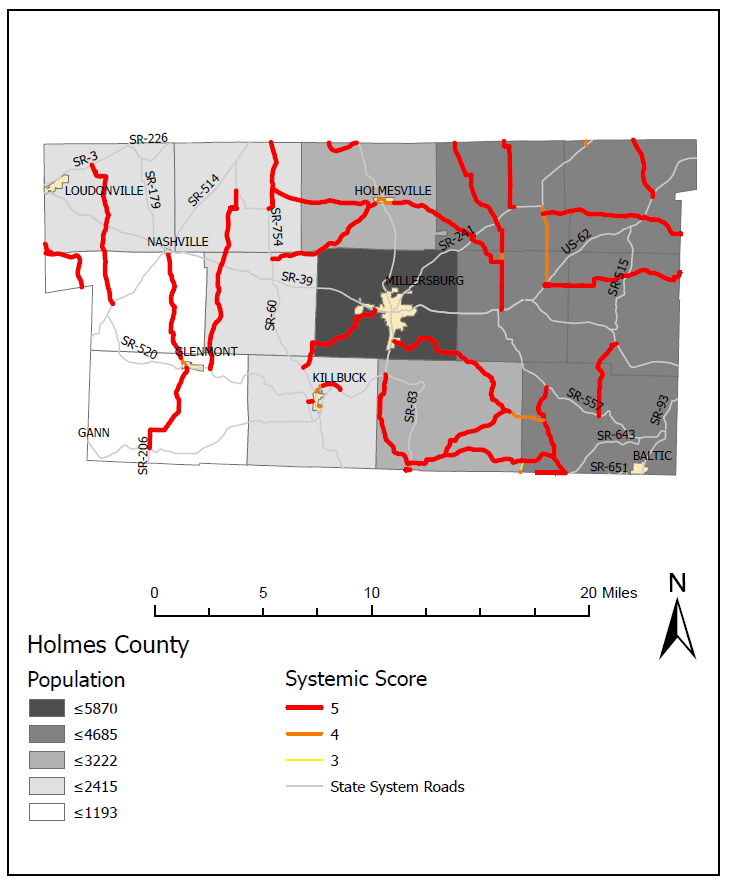 SR-226
SR-3
LOUDONVILLE
SR-179
SR-514
HOLMESVILLE
SR-754
NASHVILLE
SR-241
US-62
SR-39
MILLERSBURG
SR-515
SR-60
SR-520
GLENMONT
KILLBUCK
SR-83
SR-557
SR-93
GANN
SR-643
SR-206
BALTIC
SR-651
0 5 10 20 Miles
N
Holmes County
Population
≤5870
≤4685
≤3222
≤2415
≤1193
Systemic Score
5
4
3
State System Roads